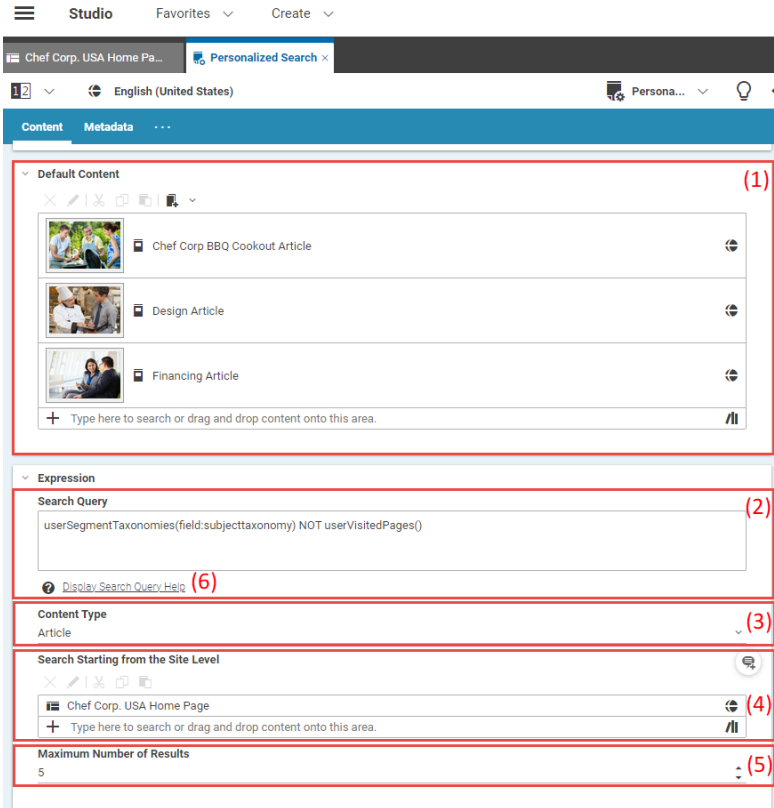 Studio Favorites Create
Chef Corp. USA Home Pa... Personalized Search ×
12 English (United States) Persona...
Content Metadata ...
Default Content (1)
Chef Corp BBQ Cookout Article
Design Article
Financing Article
Type here to search or drag and drop content onto this area.
Expression
Search Query (2)
userSegmentTaxonomies(field:subjecttaxonomy) NOT userVisitedPages()
? Display Search Query Help (6)
Content Type
Article (3)
Search Starting from the Site Level
Chef Corp. USA Home Page (4)
Type here to search or drag and drop content onto this area.
Maximum Number of Results
5 (5)